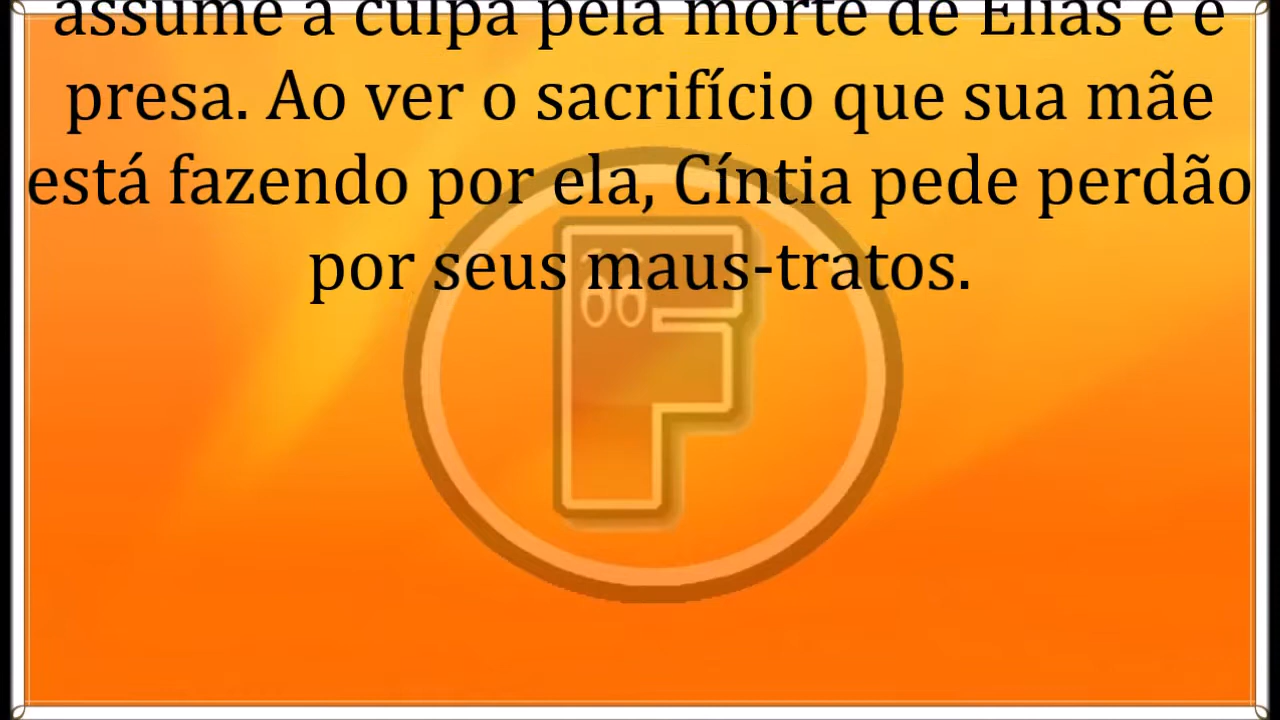 assume a culpa pela morte de Elias e é
presa. Ao ver o sacrifício que sua mãe
está fazendo por ela, Cíntia pede perdão
por seus maus-tratos.
F